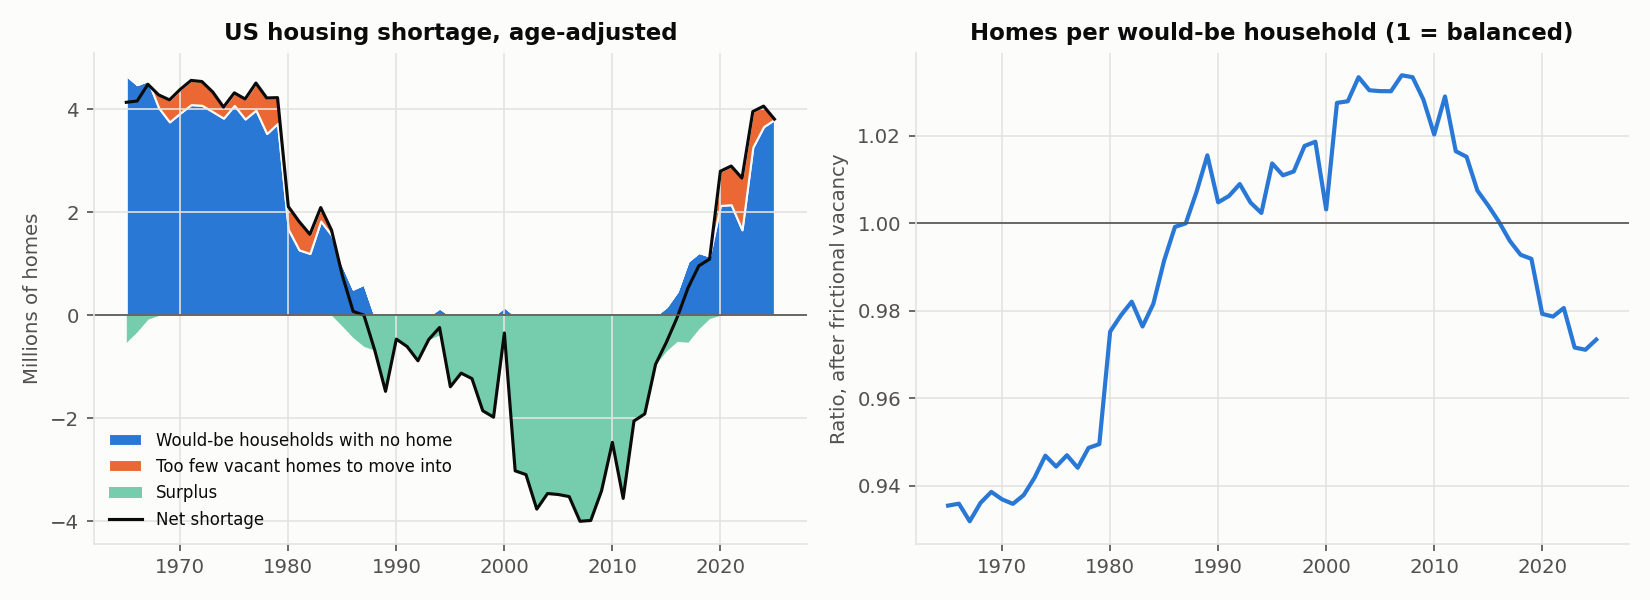 US housing shortage, age-adjusted
Millions of homes
4
2
0
−2
−4
Would-be households with no home
Too few vacant homes to move into
Surplus
Net shortage
1970
1980
1990
2000
2010
2020
Homes per would-be household (1 = balanced)
Ratio, after frictional vacancy
1.02
1.00
0.98
0.96
0.94
1970
1980
1990
2000
2010
2020